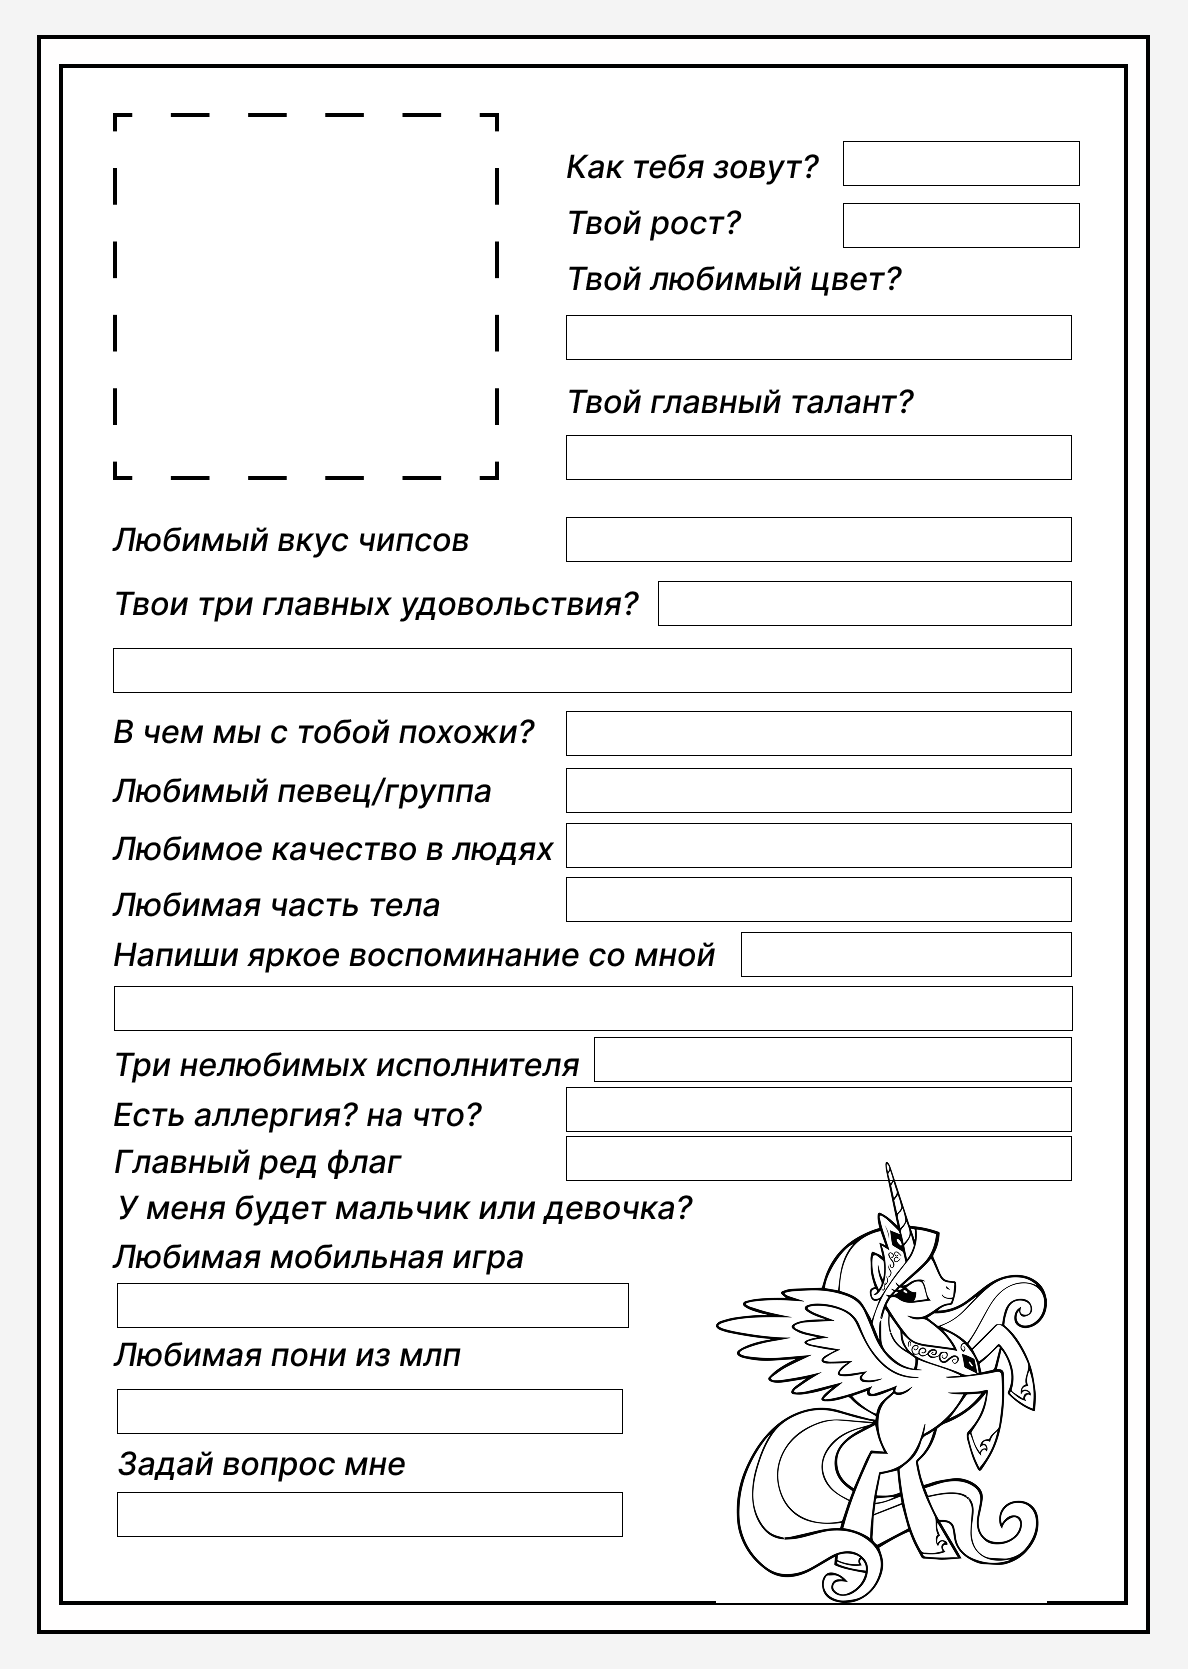 Как тебя зовут?
Твой рост?
Твой любимый цвет?
Твой главный талант?
Любимый вкус чипсов
Твои три главных удовольствия?
В чем мы с тобой похожи?
Любимый певец/группа
Любимое качество в людях
Любимая часть тела
Напиши яркое воспоминание со мной
Три нелюбимых исполнителя
Есть аллергия? на что?
Главный ред флаг
У меня будет мальчик или девочка?
Любимая мобильная игра
Любимая пони из млп
Задай вопрос мне